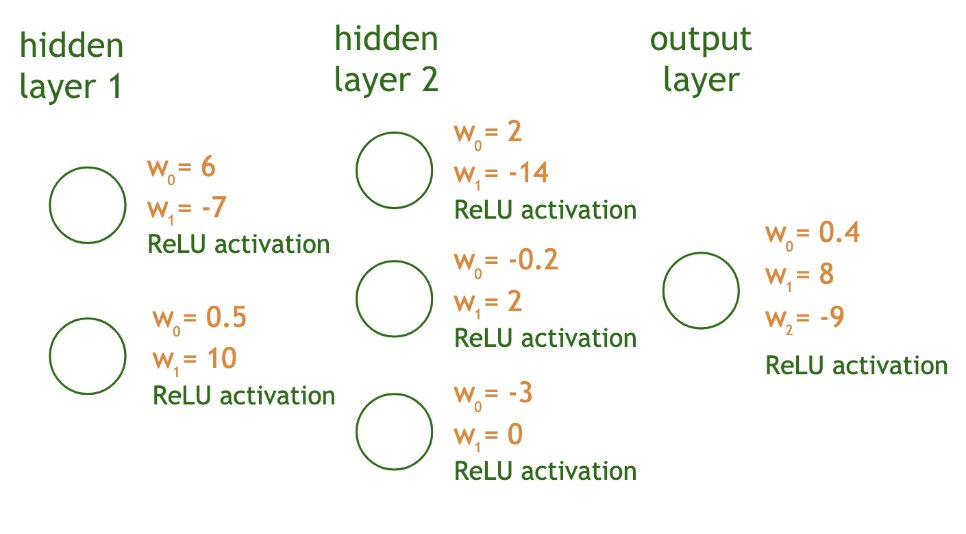 hidden
layer 1
w₀= 6
w₁= -7
ReLU activation
w₀= 0.5
w₁= 10
ReLU activation
hidden
layer 2
w₀= 2
w₁= -14
ReLU activation
w₀= -0.2
w₁= 2
ReLU activation
w₀= -3
w₁= 0
ReLU activation
output
layer
w₀= 0.4
w₁= 8
w₂= -9
ReLU activation